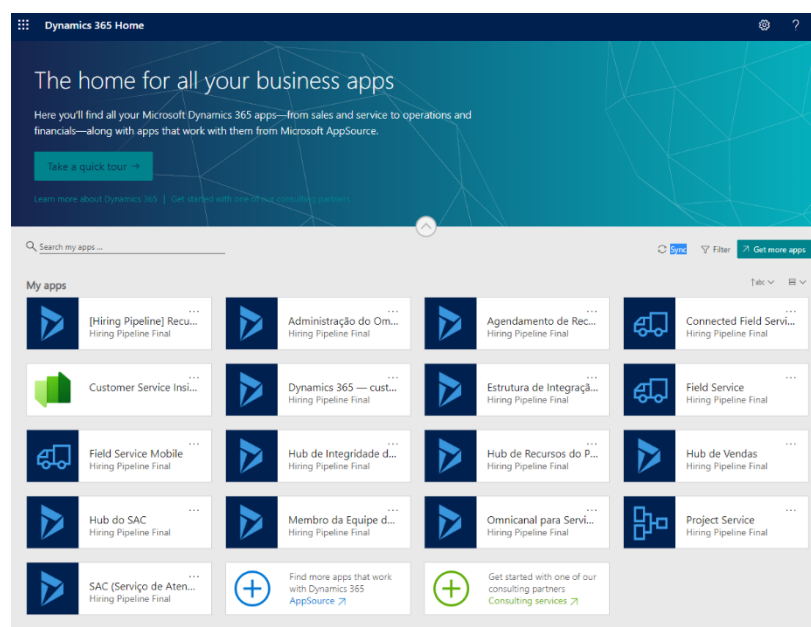 Dynamics 365 Home
?
The home for all your business apps
Here you'll find all your Microsoft Dynamics 365 apps—from sales and service to operations and
financials—along with apps that work with them from Microsoft AppSource.
Take a quick tour →
Learn more about Dynamics 365 | Get started with one of our consulting partners
Search my apps ...
Sync
Filter
Get more apps
My apps
↑abc
[Hiring Pipeline] Recu...
Hiring Pipeline Final
Administração do Om...
Hiring Pipeline Final
Agendamento de Rec...
Hiring Pipeline Final
Connected Field Servi...
Hiring Pipeline Final
Customer Service Insi...
Dynamics 365 — cust...
Hiring Pipeline Final
Estrutura de Integraçã...
Hiring Pipeline Final
Field Service
Hiring Pipeline Final
Field Service Mobile
Hiring Pipeline Final
Hub de Integridade d...
Hiring Pipeline Final
Hub de Recursos do P...
Hiring Pipeline Final
Hub de Vendas
Hiring Pipeline Final
Hub do SAC
Hiring Pipeline Final
Membro da Equipe d...
Hiring Pipeline Final
Omnicanal para Servi...
Hiring Pipeline Final
Project Service
Hiring Pipeline Final
SAC (Serviço de Aten...
Hiring Pipeline Final
Find more apps that work
with Dynamics 365
AppSource
Get started with one of our
consulting partners
Consulting services